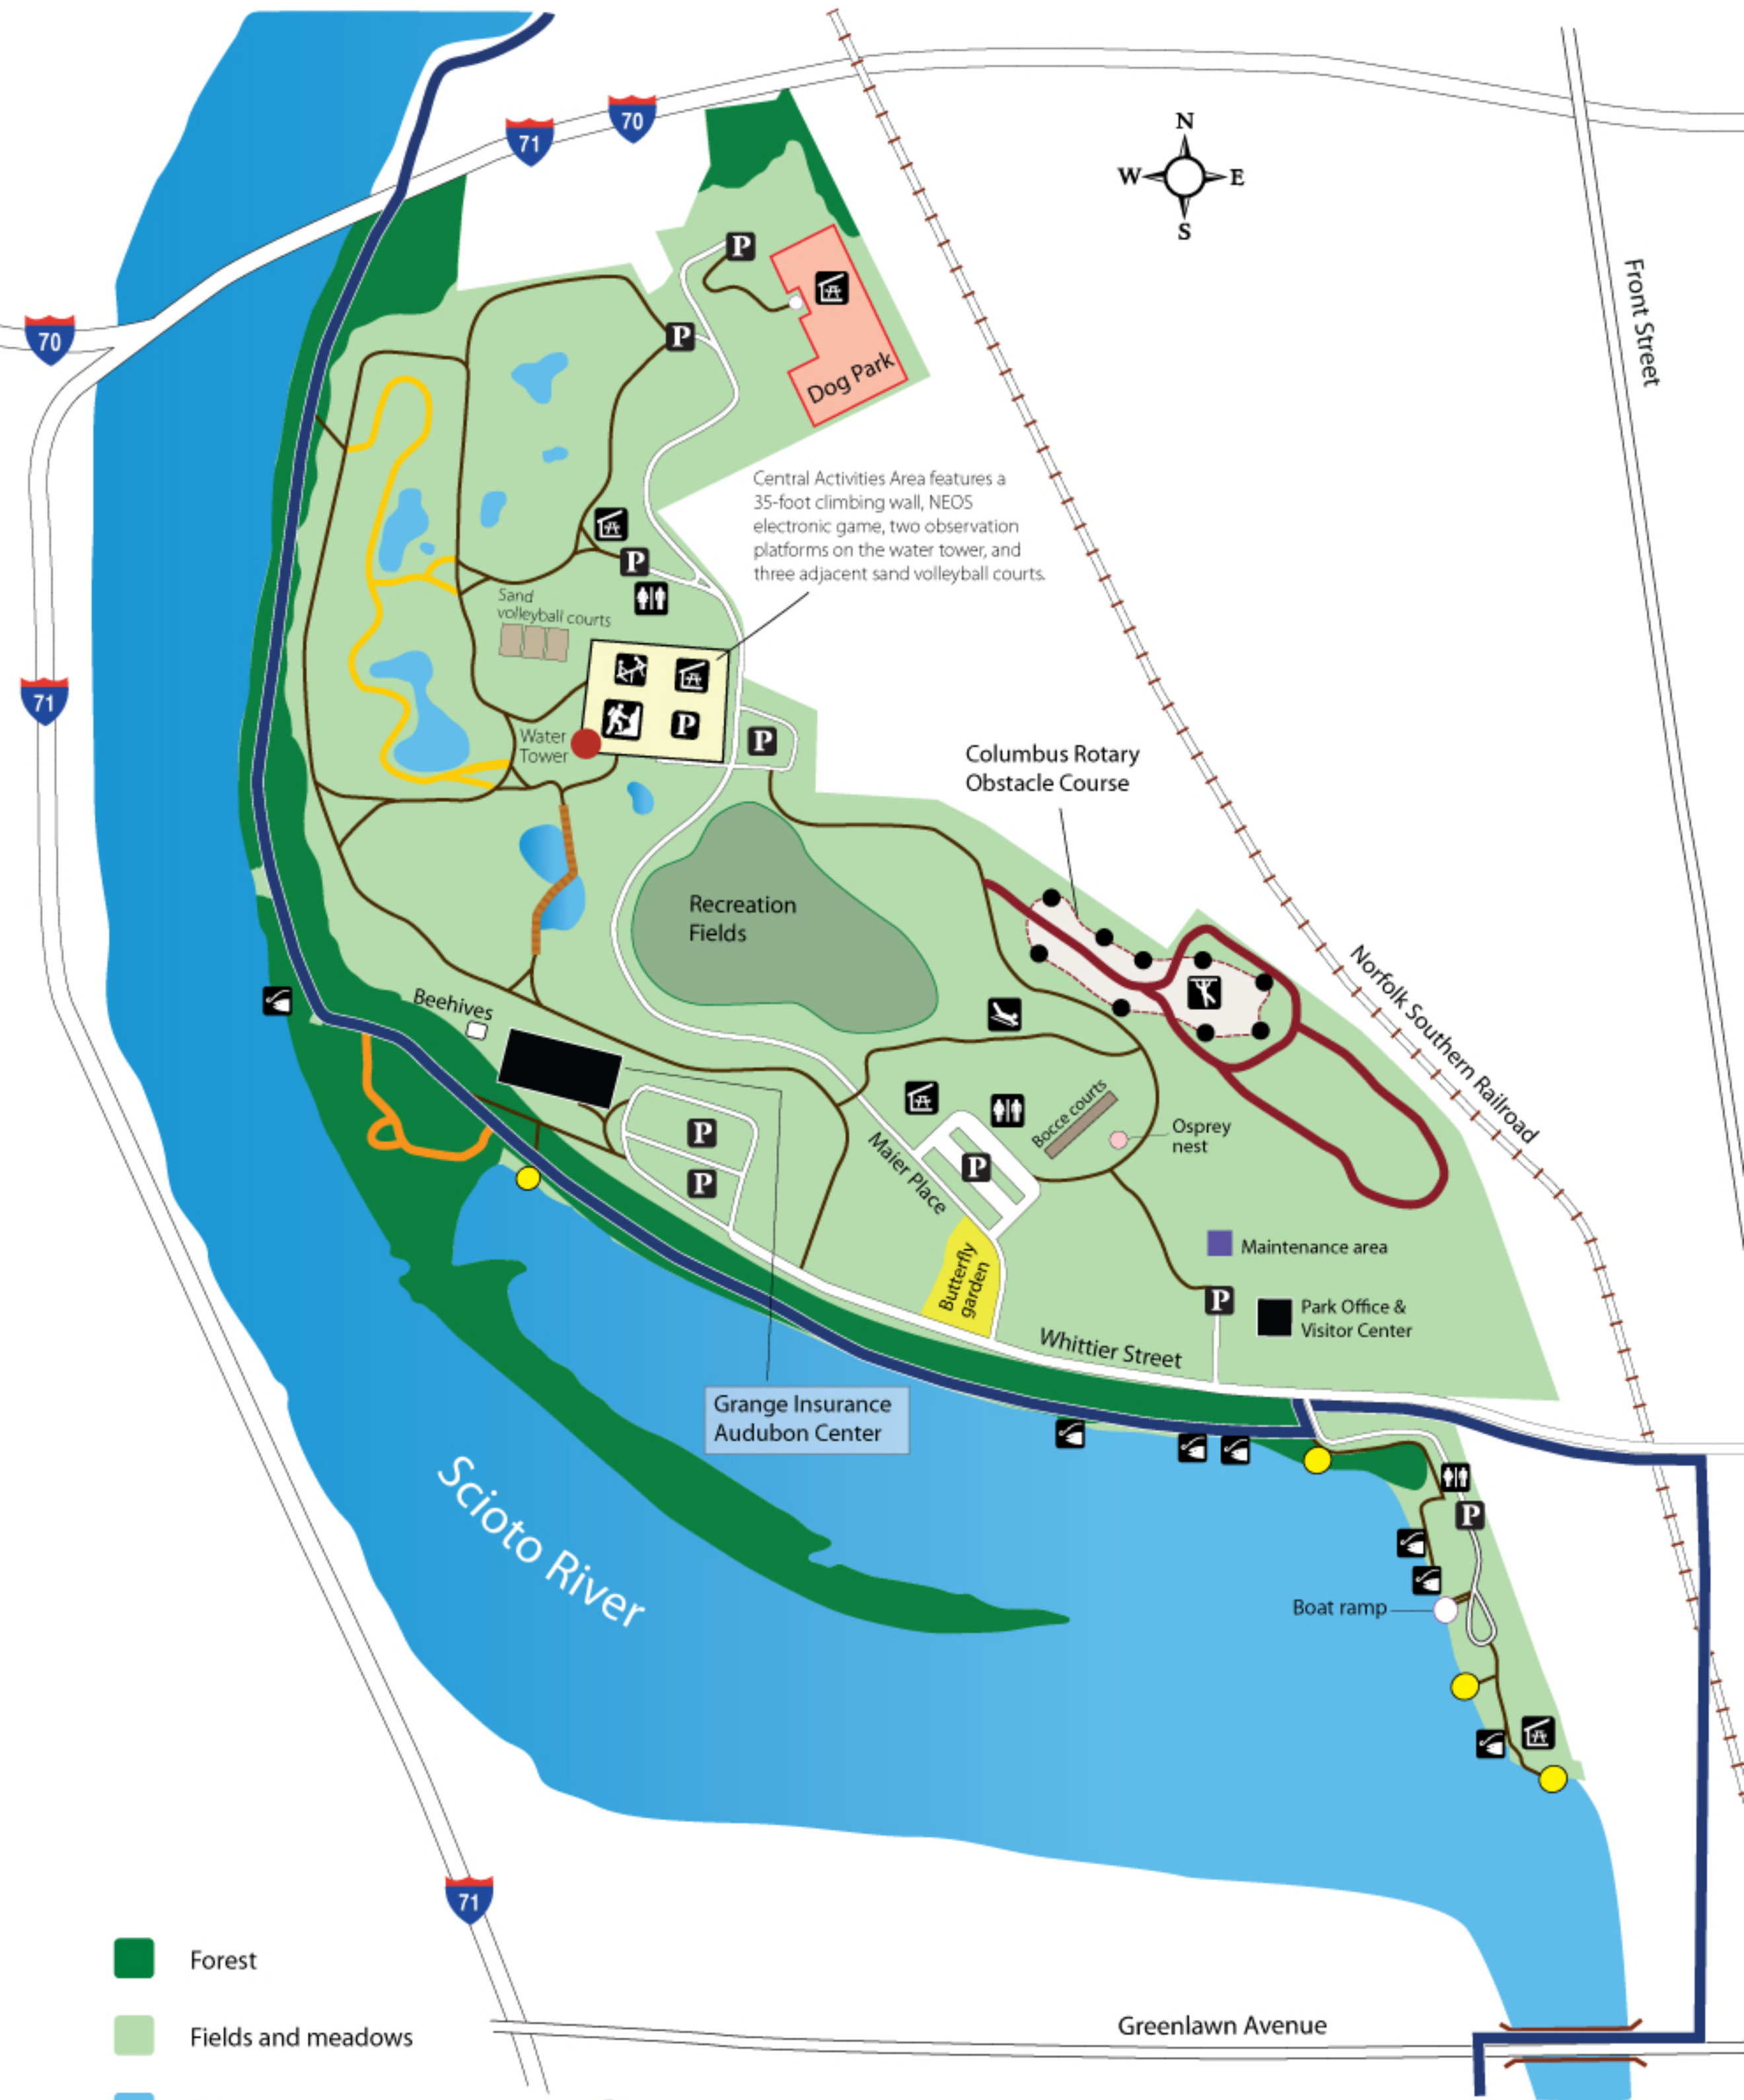 71
70
N
W
E
S
P
Front Street
70
P
Dog Park
Central Activities Area features a
35-foot climbing wall, NEOS
electronic game, two observation
platforms on the water tower, and
three adjacent sand volleyball courts.
P
Sand
volleyball courts
71
P
Water
Tower
P
Columbus Rotary
Obstacle Course
Recreation
Fields
Norfolk Southern Railroad
Beehives
Bocce courts
Osprey
nest
P
P
P
Maier Place
Maintenance area
Butterfly
garden
P
Park Office &
Visitor Center
Whittier Street
Grange Insurance
Audubon Center
Scioto River
P
Boat ramp
71
Forest
Greenlawn Avenue
Fields and meadows